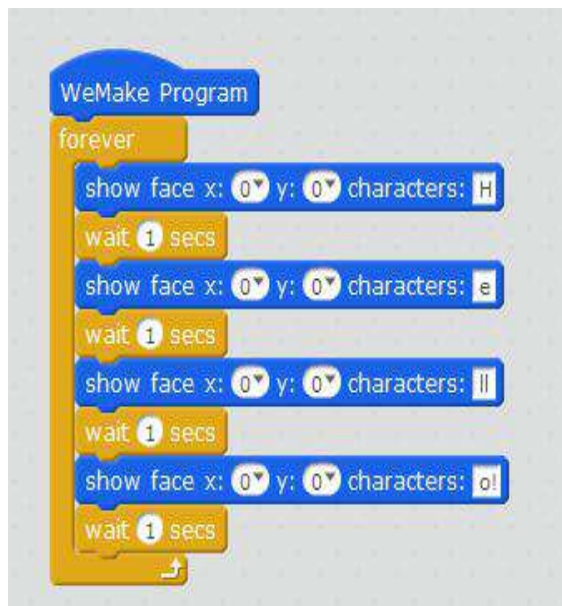 WeMake Program
forever
show face x: 0 y: 0 characters: H
wait 1 secs
show face x: 0 y: 0 characters: e
wait 1 secs
show face x: 0 y: 0 characters: ll
wait 1 secs
show face x: 0 y: 0 characters: o!
wait 1 secs